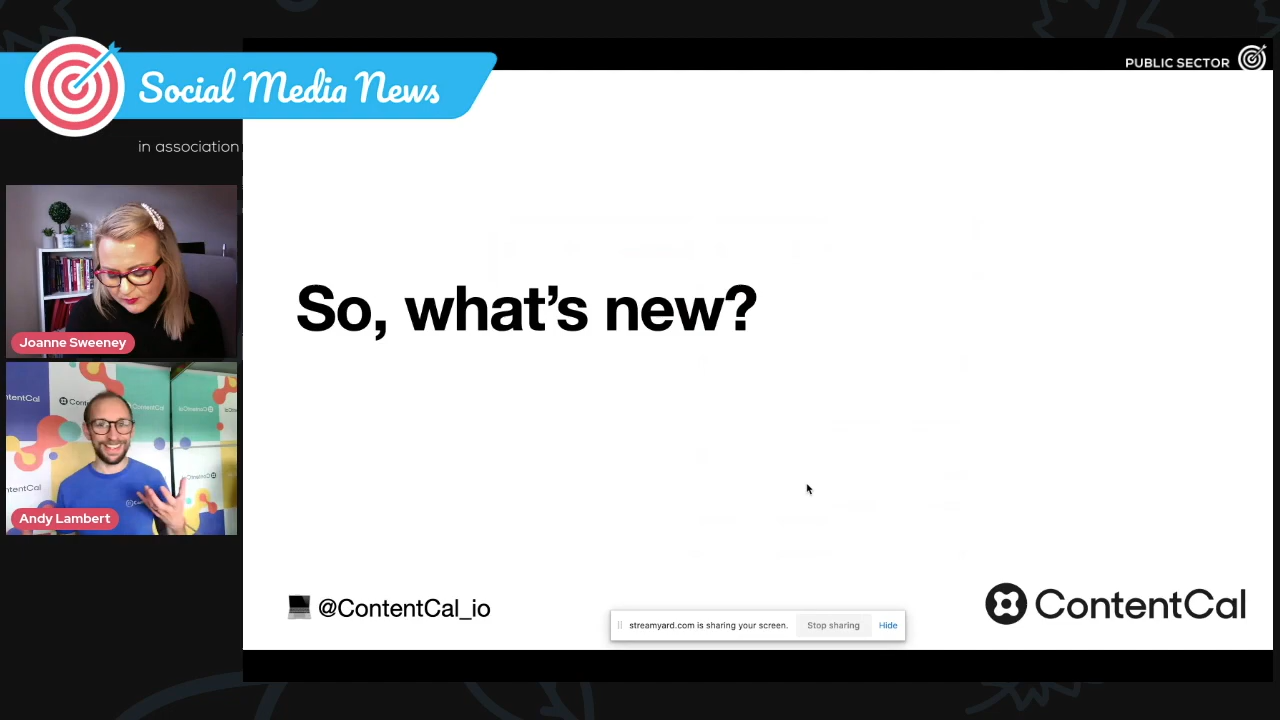 Social Media News
PUBLIC SECTOR
in association
So, what's new?
Joanne Sweeney
ContentCal
Andy Lambert
@ContentCal_io
streamyard.com is sharing your screen.
Stop sharing
Hide
ContentCal